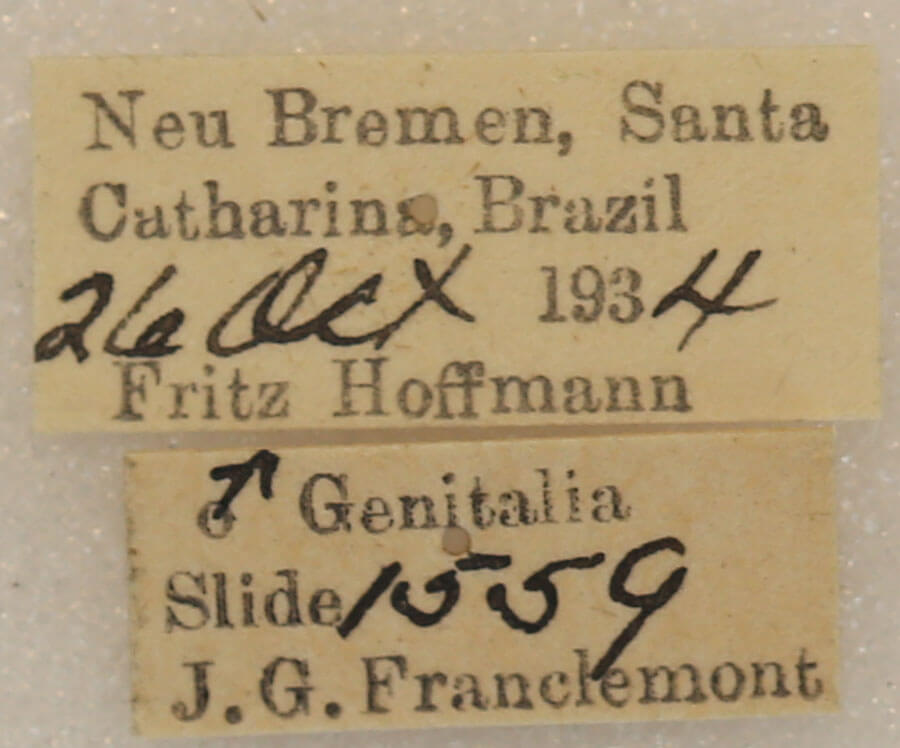 Neu Bremen, Santa
Catharina, Brazil
26 Oct 1934
Fritz Hoffmann
♂ Genitalia
Slide 1559
J.G. Franclemont